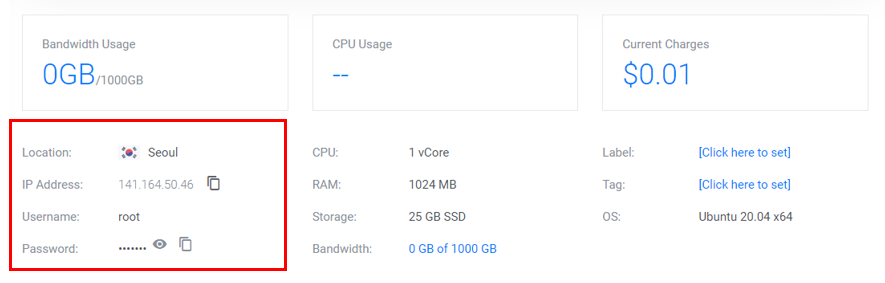 Bandwidth Usage
0GB/1000GB
CPU Usage
--
Current Charges
$0.01
Location: Seoul
IP Address: 141.164.50.46
Username: root
Password: •••••••
CPU: 1 vCore
RAM: 1024 MB
Storage: 25 GB SSD
Bandwidth: 0 GB of 1000 GB
Label: [Click here to set]
Tag: [Click here to set]
OS: Ubuntu 20.04 x64